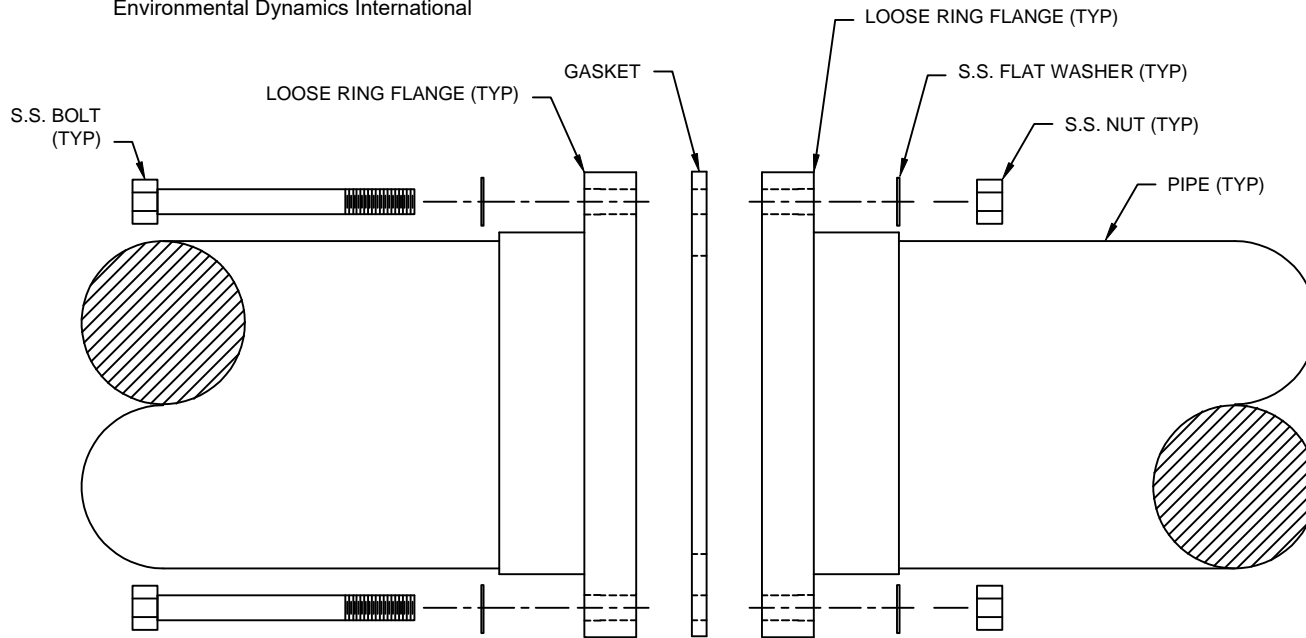 Environmental Dynamics International
LOOSE RING FLANGE (TYP)
GASKET
S.S. FLAT WASHER (TYP)
LOOSE RING FLANGE (TYP)
S.S. BOLT
(TYP)
S.S. NUT (TYP)
PIPE (TYP)